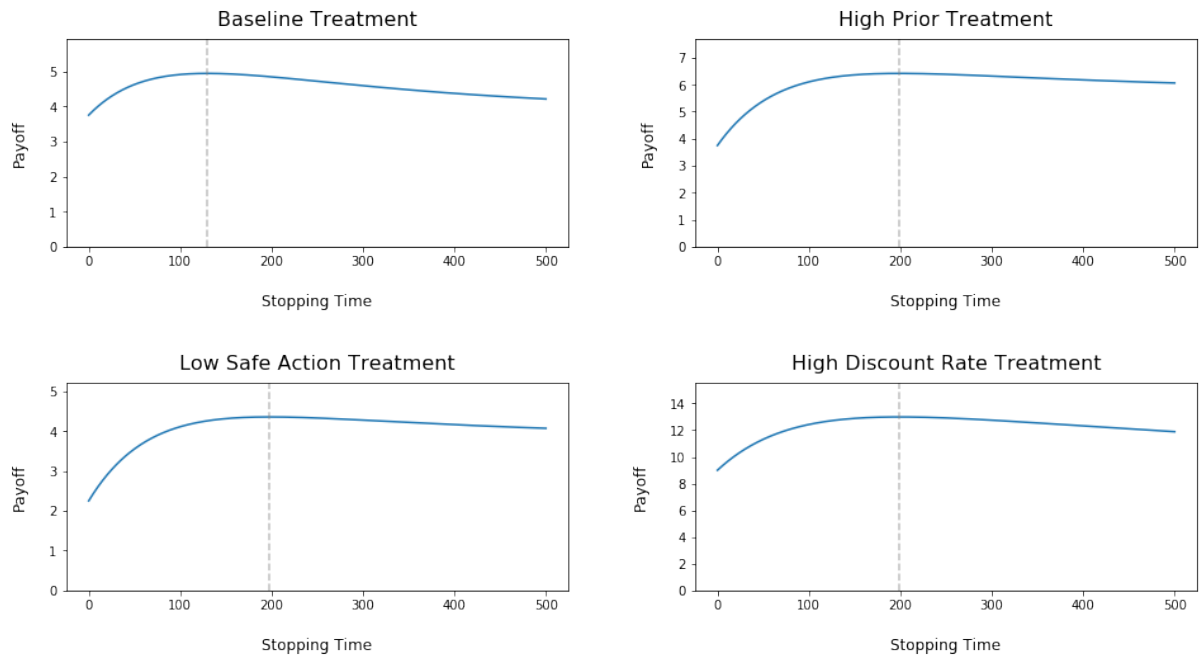 Baseline Treatment
5
4
3
2
1
0
Payoff
0 100 200 300 400 500
Stopping Time
High Prior Treatment
7
6
5
4
3
2
1
0
Payoff
0 100 200 300 400 500
Stopping Time
Low Safe Action Treatment
5
4
3
2
1
0
Payoff
0 100 200 300 400 500
Stopping Time
High Discount Rate Treatment
14
12
10
8
6
4
2
0
Payoff
0 100 200 300 400 500
Stopping Time